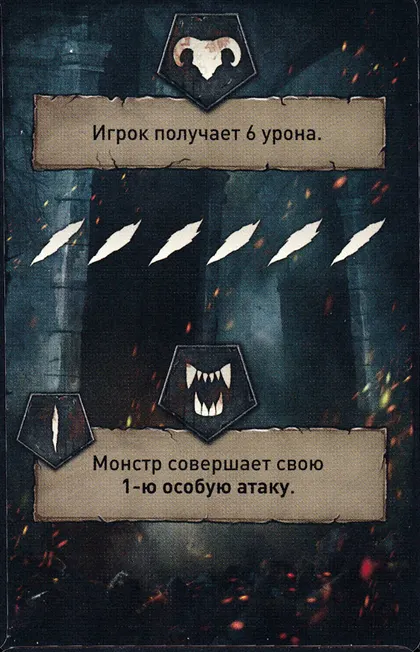 Игрок получает 6 урона.
Монстр совершает свою
1-ю особую атаку.